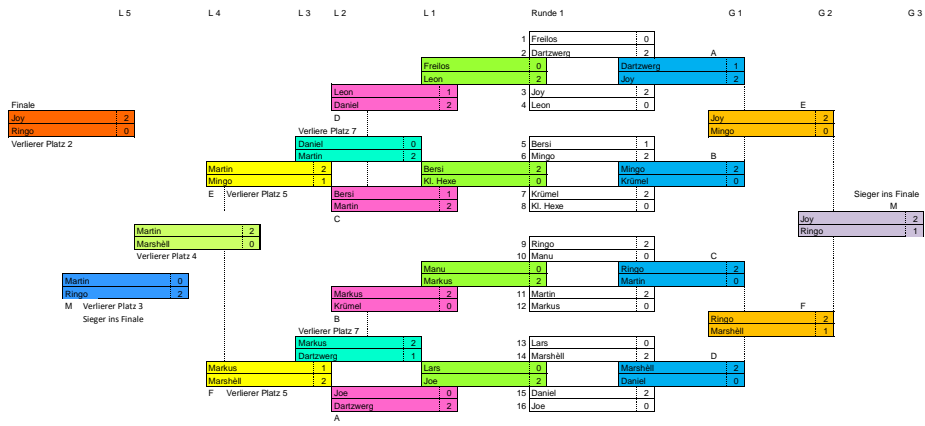 L 5 L 4 L 3 L 2 L 1 Runde 1 G 1 G 2 G 3
1 Freilos 0
2 Dartzwerg 2 A
Freilos 0 Dartzwerg 1
Leon 2 Joy 2
Leon 1 3 Joy 2
Finale Daniel 2 4 Leon 0 E
Joy 2 D Joy 2
Ringo 0 Verliere Platz 7 Mingo 0
Verlierer Platz 2 Daniel 0 5 Bersi 1
Martin 2 6 Mingo 2 B
Martin 2 Bersi 2 Mingo 2
Mingo 1 Kl. Hexe 0 Krümel 0
E Verlierer Platz 5 Bersi 1 7 Krümel 2 Sieger ins Finale
Martin 2 8 Kl. Hexe 0 M
C Joy 2
Martin 2 Ringo 1
Marshèll 0 9 Ringo 2
Verlierer Platz 4 10 Manu 0 C
Manu 0 Ringo 2
Martin 0 Markus 2 Martin 0
Ringo 2 Markus 2 11 Martin 2
M Verlierer Platz 3 Krümel 0 12 Markus 0 F
Sieger ins Finale B Ringo 2
Verlierer Platz 7 Marshèll 1
Markus 2 13 Lars 0
Dartzwerg 1 14 Marshèll 2 D
Markus 1 Lars 0 Marshèll 2
Marshèll 2 Joe 2 Daniel 0
F Verlierer Platz 5 Joe 0 15 Daniel 2
Dartzwerg 2 16 Joe 0
A